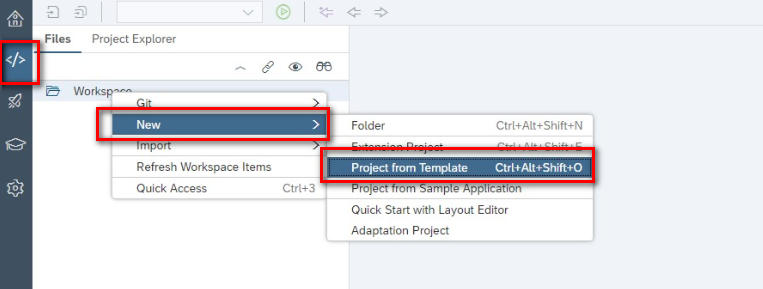 Files Project Explorer
</>
Workspace
Git
New
Folder Ctrl+Alt+Shift+N
Import
Extension Project Ctrl+Alt+Shift+E
Refresh Workspace Items
Project from Template Ctrl+Alt+Shift+O
Quick Access Ctrl+3
Project from Sample Application
Quick Start with Layout Editor
Adaptation Project